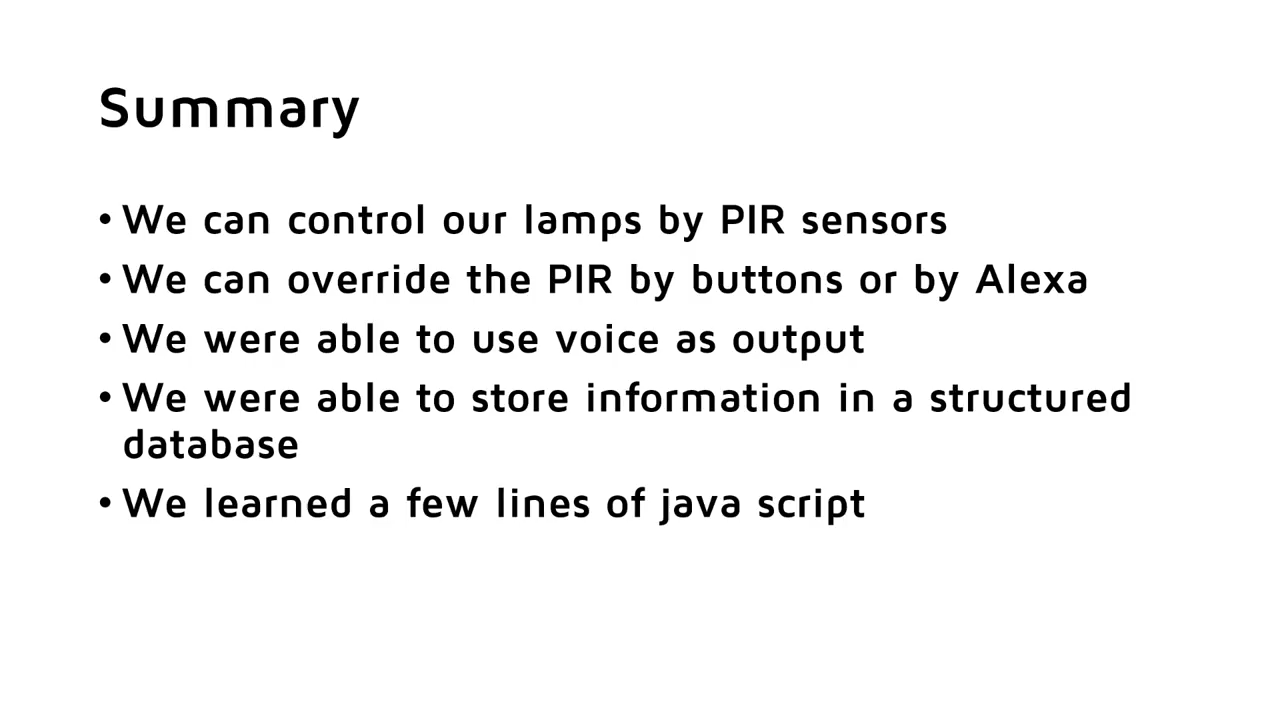 Summary
• We can control our lamps by PIR sensors
• We can override the PIR by buttons or by Alexa
• We were able to use voice as output
• We were able to store information in a structured
database
• We learned a few lines of java script